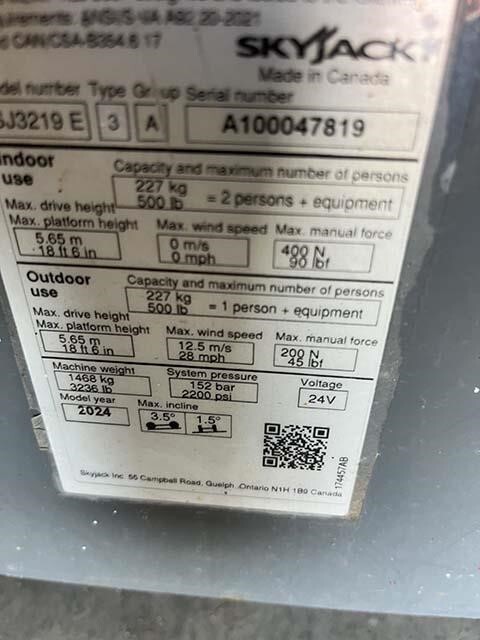 quirements. ANSI/SIA A92.20-2021
d CAN/CSA-B354.6:17
SKYJACK
Made in Canada
del number Type Group Serial number
SJ3219 E 3 A A100047819
Indoor use
Capacity and maximum number of persons
227 kg
500 lb = 2 persons + equipment
Max. drive height
Max. platform height Max. wind speed Max. manual force
5.65 m 0 m/s 400 N
18 ft 6 in 0 mph 90 lbf
Outdoor use
Capacity and maximum number of persons
227 kg
500 lb = 1 person + equipment
Max. drive height
Max. platform height Max. wind speed Max. manual force
5.65 m 12.5 m/s 200 N
18 ft 6 in 28 mph 45 lbf
Machine weight System pressure Voltage
1468 kg 152 bar 24V
3236 lb 2200 psi
Model year Max. incline
2024 3.5° 1.5°
174457AB
Skyjack Inc. 55 Campbell Road, Guelph, Ontario N1H 1B9 Canada